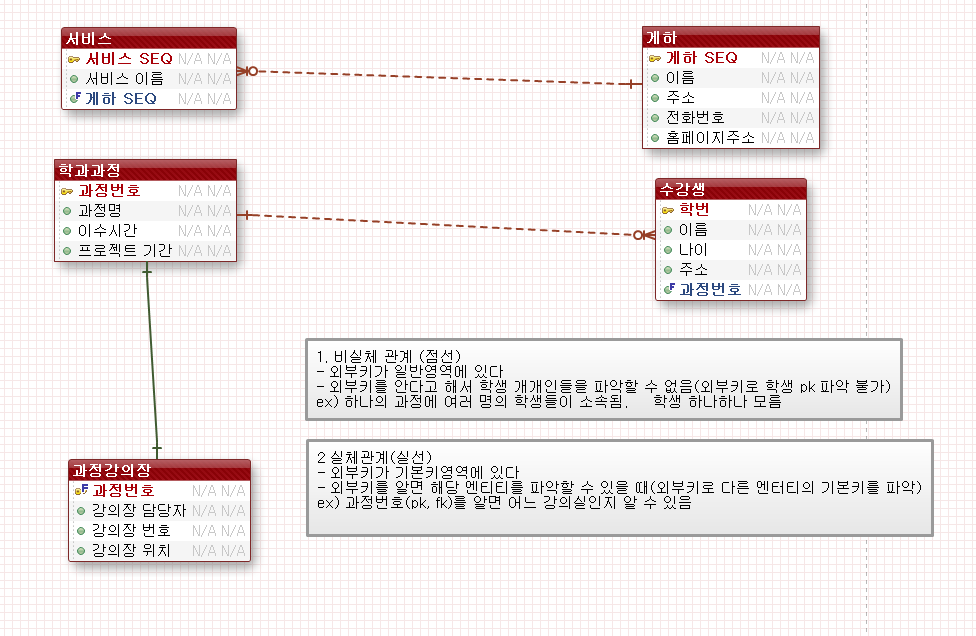 서비스
서비스 SEQ N/A N/A
서비스 이름 N/A N/A
게하 SEQ N/A N/A
게하
게하 SEQ N/A N/A
이름 N/A N/A
주소 N/A N/A
전화번호 N/A N/A
홈페이지주소 N/A N/A
학과과정
과정번호 N/A N/A
과정명 N/A N/A
이수시간 N/A N/A
프로젝트 기간 N/A N/A
수강생
학번 N/A N/A
이름 N/A N/A
나이 N/A N/A
주소 N/A N/A
과정번호 N/A N/A
1. 비실체 관계 (점선)
- 외부키가 일반영역에 있다
- 외부키를 안다고 해서 학생 개개인들을 파악할 수 없음(외부키로 학생 pk 파악 불가)
ex) 하나의 과정에 여러 명의 학생들이 소속됨. 학생 하나하나 모름
2 실체관계(실선)
- 외부키가 기본키영역에 있다
- 외부키를 알면 해당 엔티티를 파악할 수 있을 때(외부키로 다른 엔터티의 기본키를 파악)
ex) 과정번호(pk, fk)를 알면 어느 강의실인지 알 수 있음
과정강의장
과정번호 N/A N/A
강의장 담당자 N/A N/A
강의장 번호 N/A N/A
강의장 위치 N/A N/A